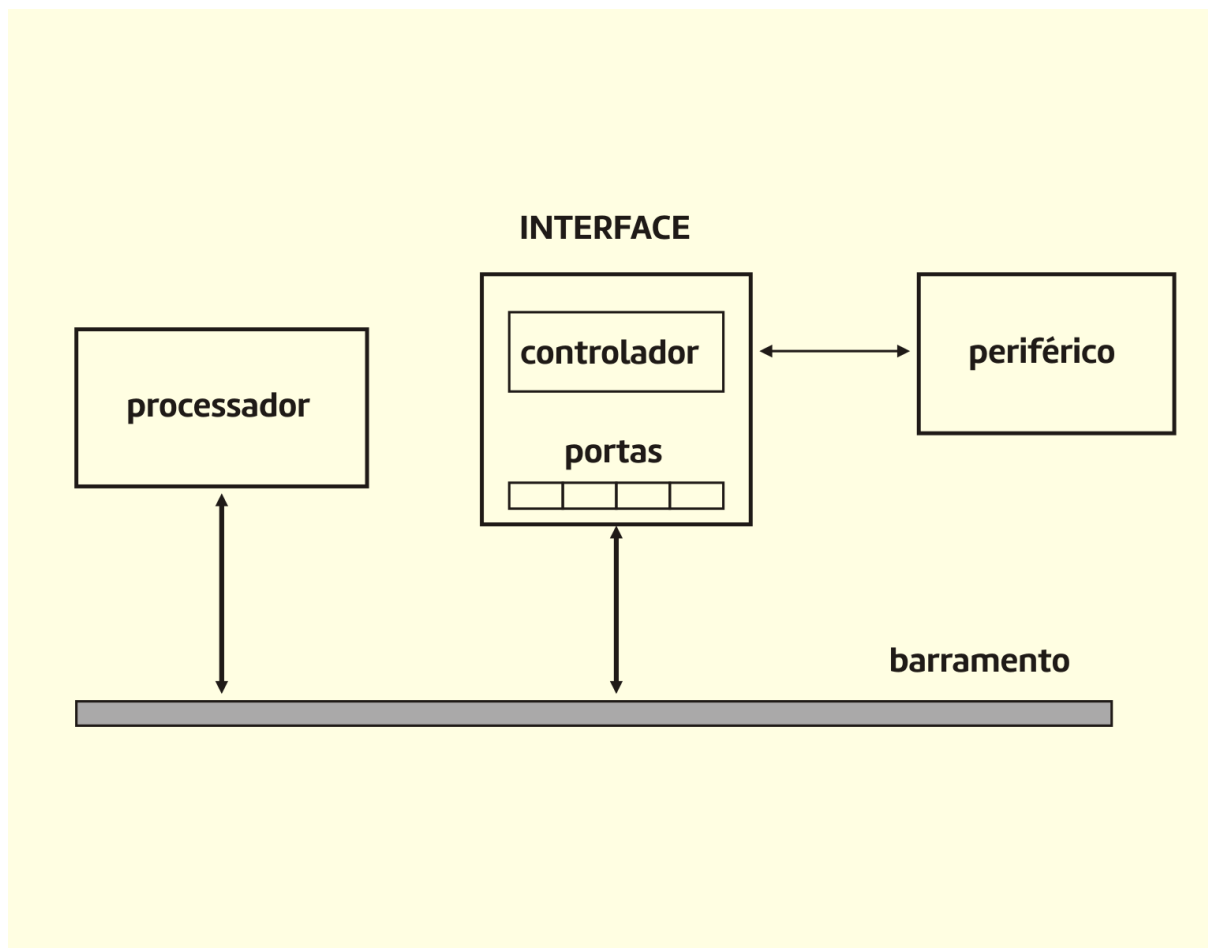 INTERFACE
controlador
periférico
processador
portas
barramento